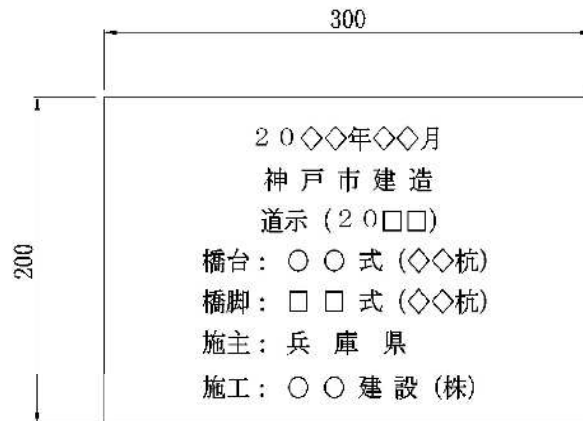 300
200
２０◇◇年◇◇月
神戸市建造
道示（２０□□）
橋台：○○式（◇◇杭）
橋脚：□□式（◇◇杭）
施主：兵庫県
施工：○○建設（株）